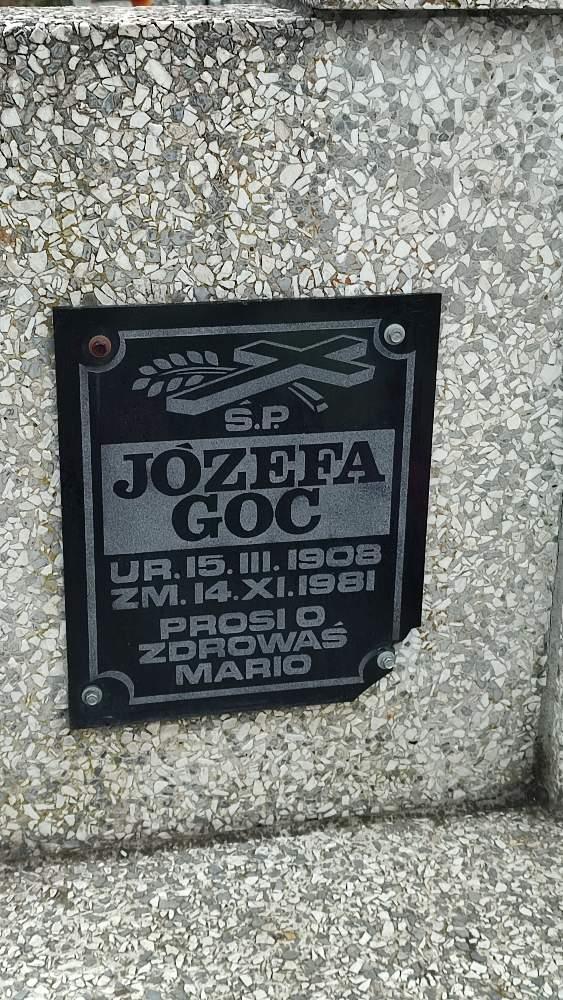 Ś.P.
JÓZEFA
GOC
UR. 15. III. 1908
ZM. 14. XI. 1981
PROSI O
ZDROWAŚ
MARIO